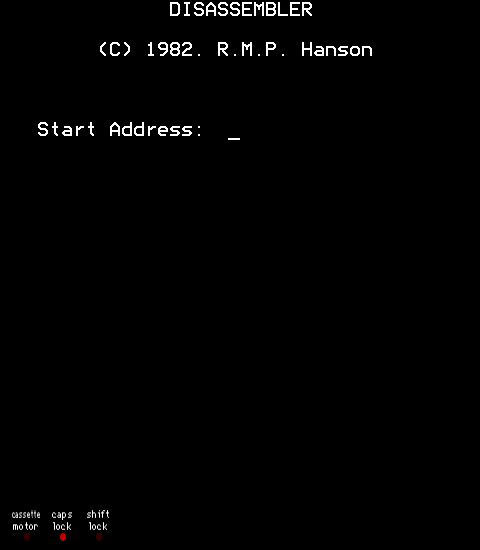 DISASSEMBLER
(C) 1982. R.M.P. Hanson
Start Address: _
cassette motor
caps lock
shift lock